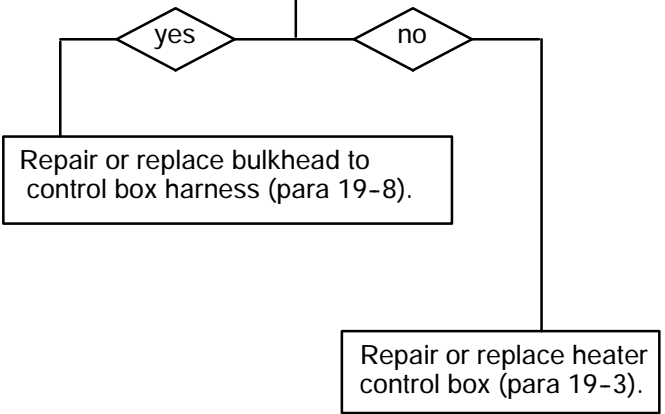 yes
no
Repair or replace bulkhead to
control box harness (para 19-8).
Repair or replace heater
control box (para 19-3).